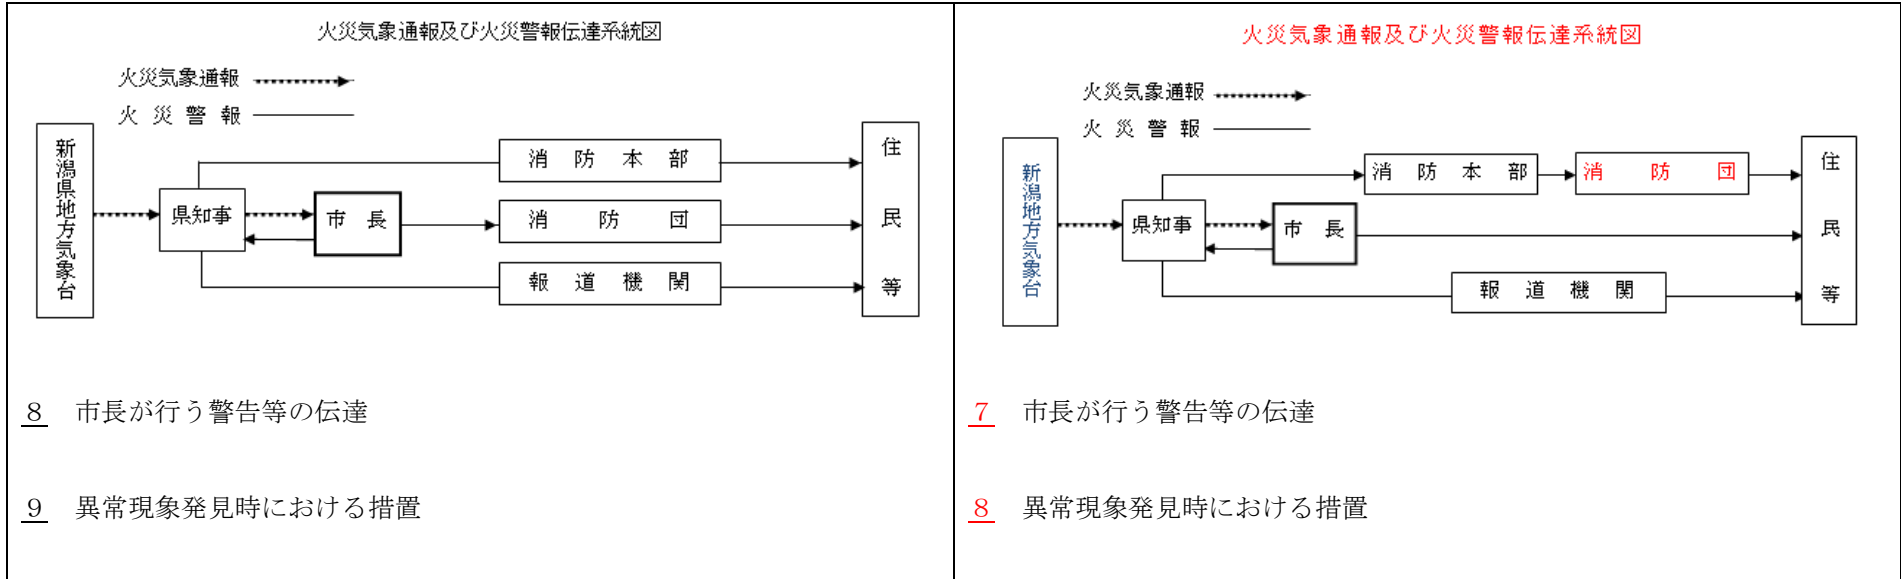 火災気象通報及び火災警報伝達系統図
火災気象通報
火 災 警 報
新潟県地方気象台
県知事
市 長
消 防 本 部
消 防 団
報 道 機 関
住 民 等
8 市長が行う警告等の伝達
9 異常現象発見時における措置
火災気象通報及び火災警報伝達系統図
火災気象通報
火 災 警 報
新潟地方気象台
県知事
市 長
消 防 本 部
消 防 団
報 道 機 関
住 民 等
7 市長が行う警告等の伝達
8 異常現象発見時における措置